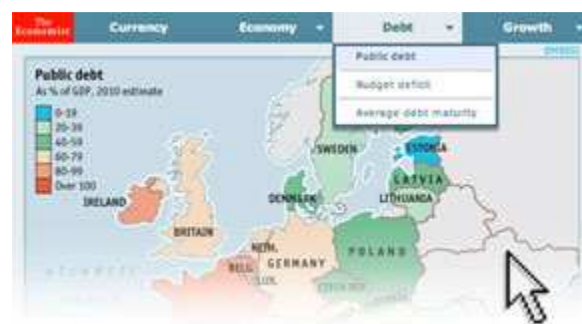 The
Economist
Currency
Economy
Debt
Growth
Public debt
Budget deficit
Average debt maturity
Public debt
As % of GDP, 2010 estimate
0-19
20-39
40-59
60-79
80-99
Over 100
SWEDEN
ESTONIA
LATVIA
LITHUANIA
IRELAND
DENMARK
BRITAIN
NETH.
POLAND
GERMANY
BELG.
LUX.